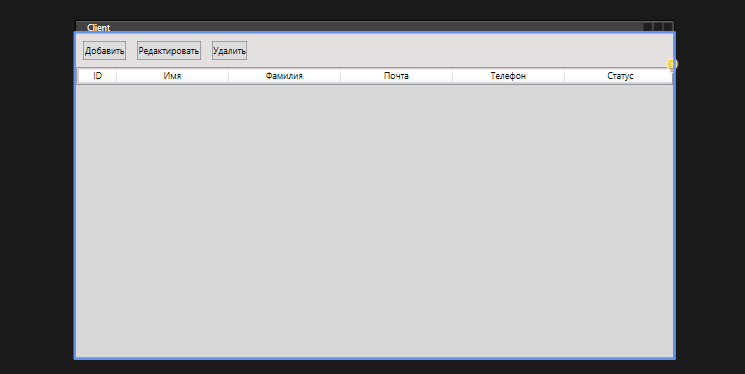 Client
Добавить Редактировать Удалить
ID Имя Фамилия Почта Телефон Статус